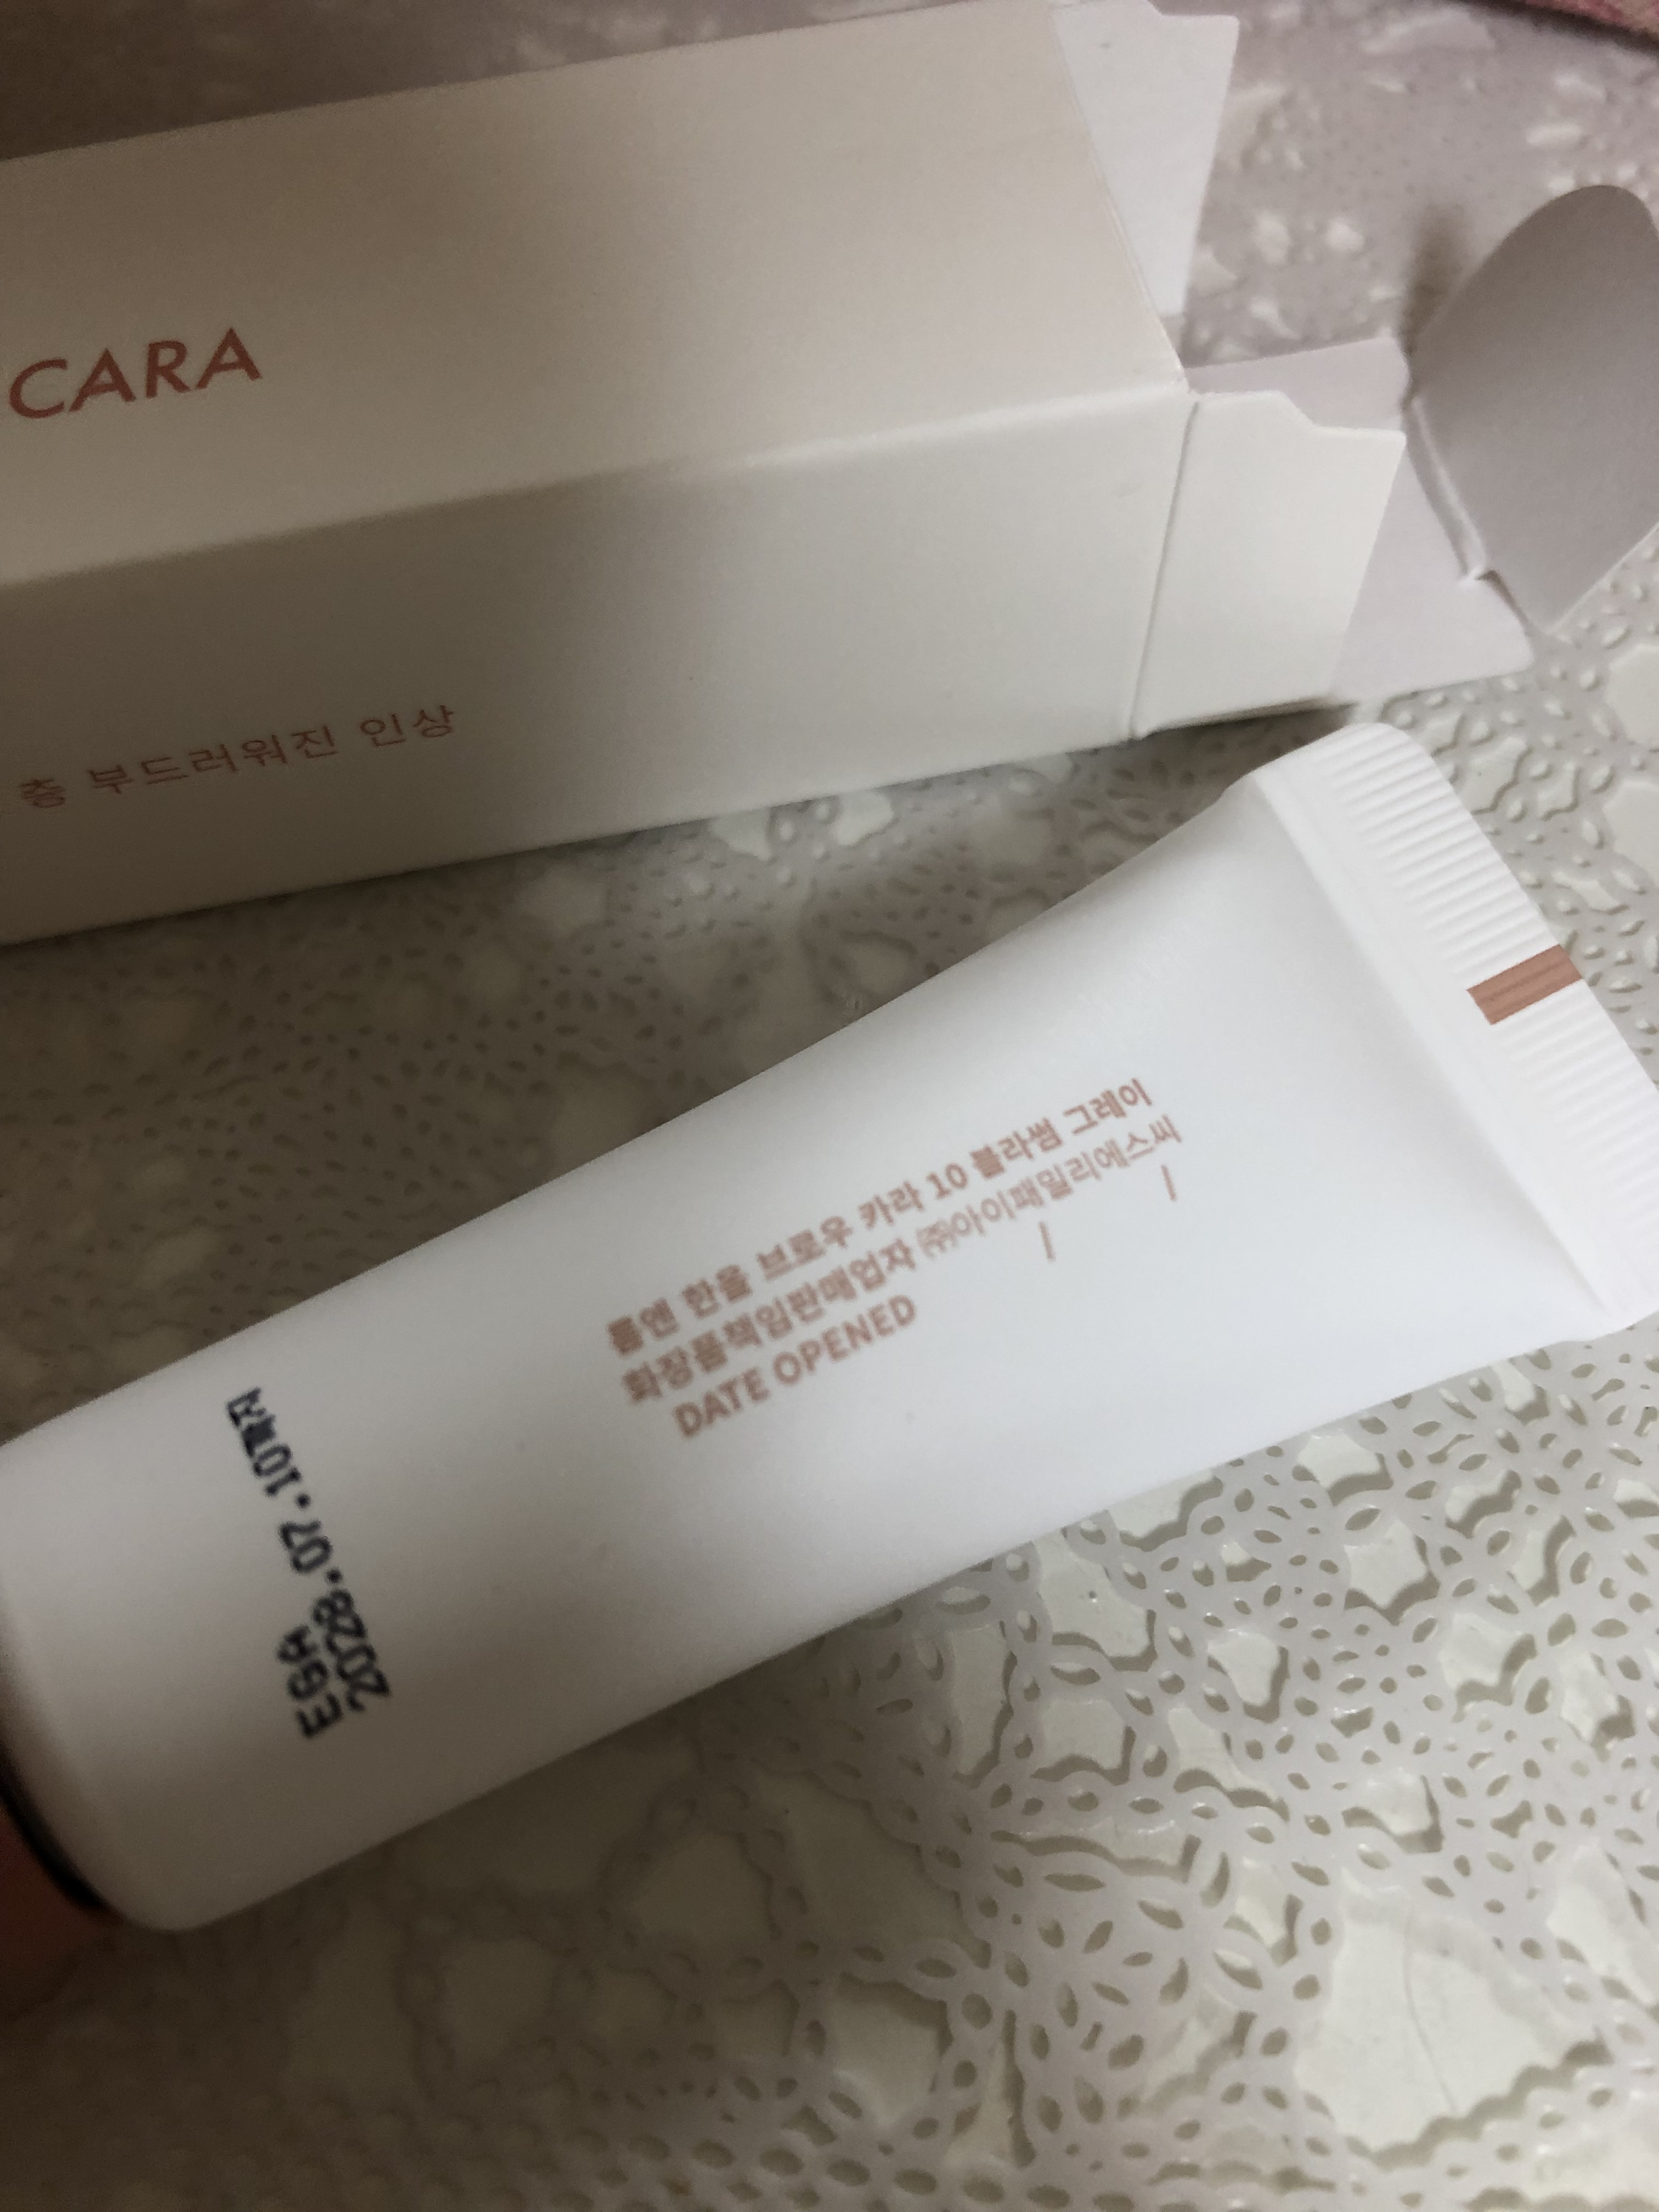 CARA
층 부드러워진 인상
롬앤 한올 브로우 카라 10 블라썸 그레이
화장품책임판매업자 ㈜아이패밀리에스씨
DATE OPENED / /
EGA
2028.07.10까지